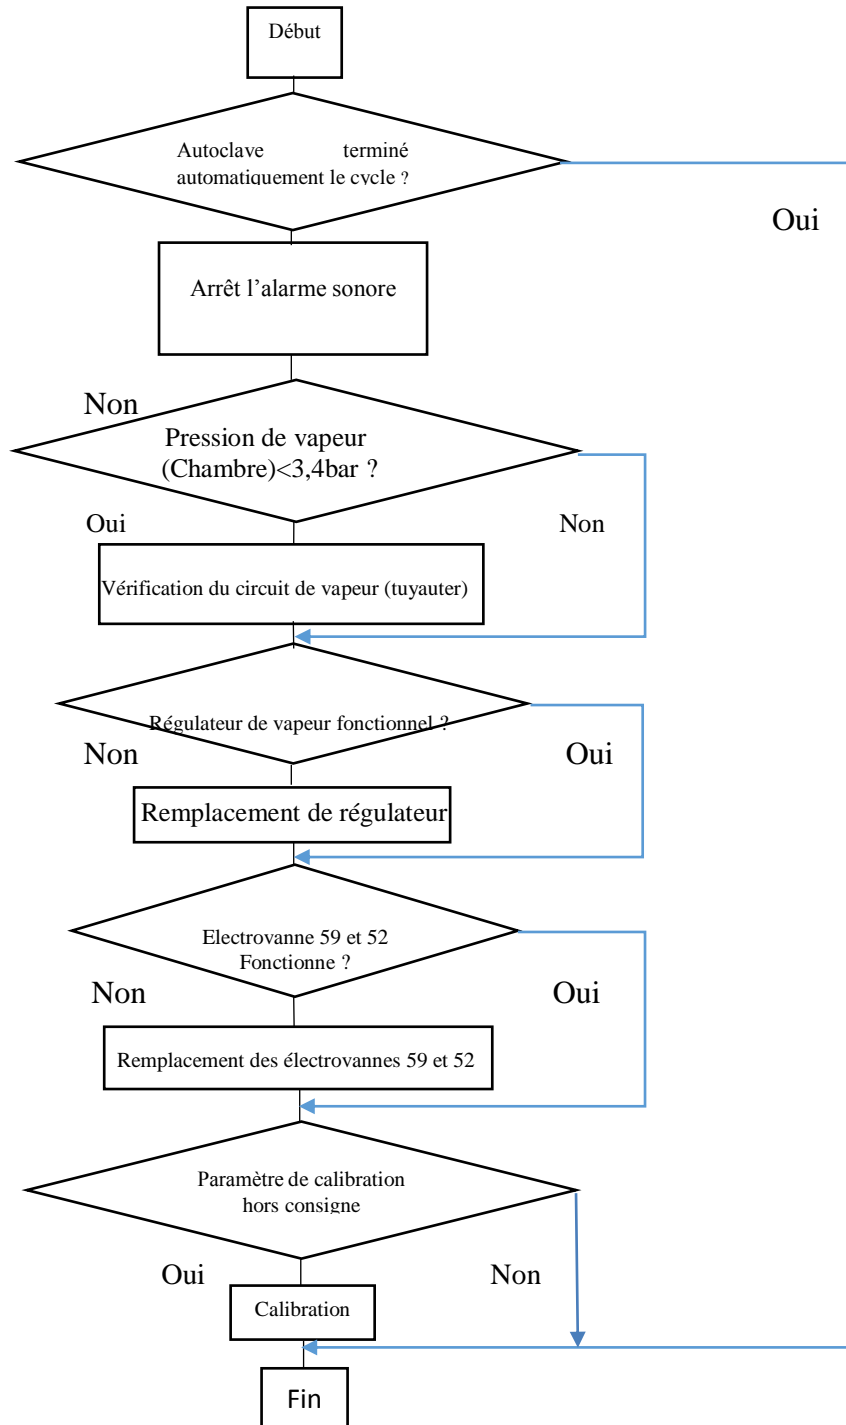 Début
Autoclave terminé
automatiquement le cycle ?
Oui
Arrêt l’alarme sonore
Non
Pression de vapeur
(Chambre)<3,4bar ?
Oui
Non
Vérification du circuit de vapeur (tuyauter)
Régulateur de vapeur fonctionnel ?
Non
Oui
Remplacement de régulateur
Electrovanne 59 et 52
Fonctionne ?
Non
Oui
Remplacement des électrovannes 59 et 52
Paramètre de calibration
hors consigne
Oui
Non
Calibration
Fin